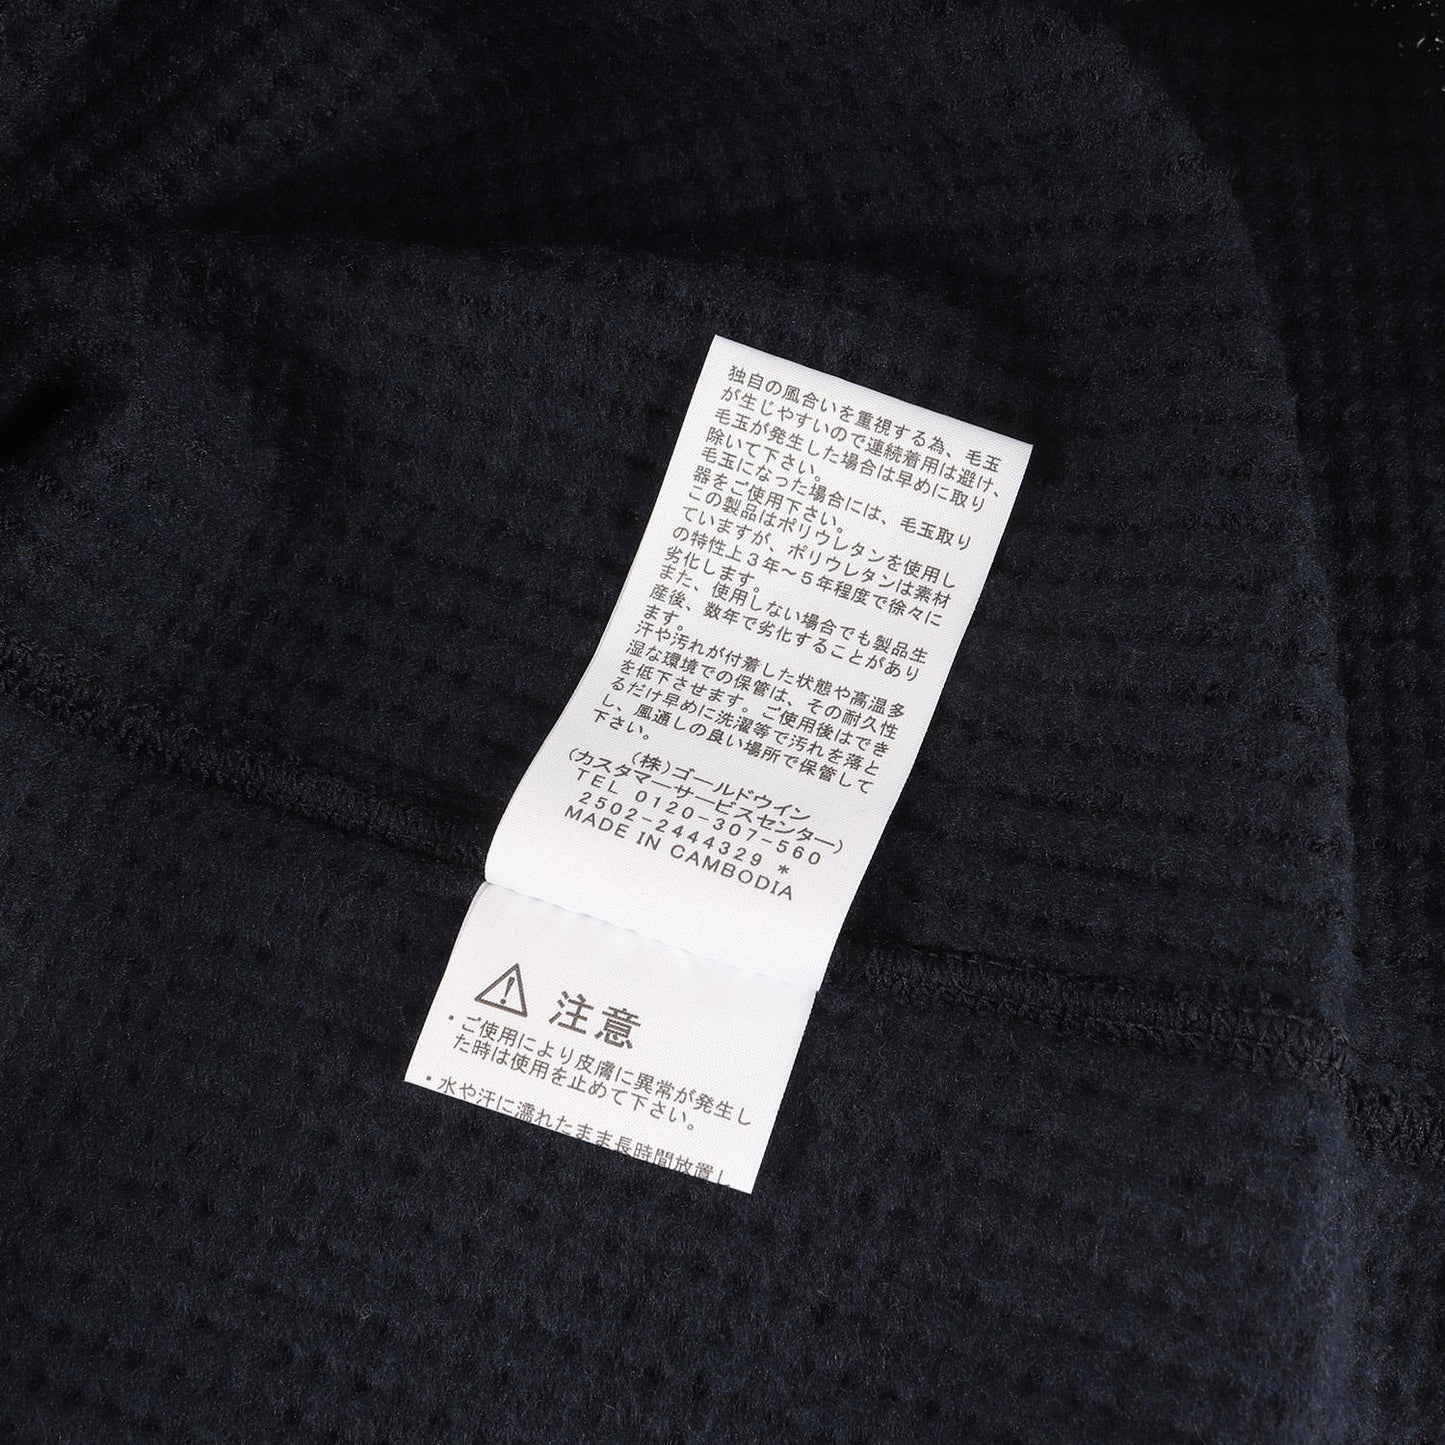 独自の風合いを重視する為、毛玉
が生じやすいので連続着用は避け、
毛玉が発生した場合は早めに取り
除いて下さい。
毛玉になった場合には、毛玉取り
器をご使用下さい。
この製品はポリウレタンを使用し
ていますが、ポリウレタンは素材
の特性上3年～5年程度で徐々に
劣化します。
また、使用しない場合でも製品生
産後、数年で劣化することがあり
ます。
汗や汚れが付着した状態や高温多
湿な環境での保管は、その耐久性
を低下させます。ご使用後はでき
るだけ早めに洗濯等で汚れを落と
し、風通しの良い場所で保管して
下さい。
(株)ゴールドウイン
(カスタマーサービスセンター)
TEL 0120-307-560
2502-2444329 *
MADE IN CAMBODIA
注意
・ご使用により皮膚に異常が発生し
た時は使用を止めて下さい。
・水や汗に濡れたまま長時間放置し